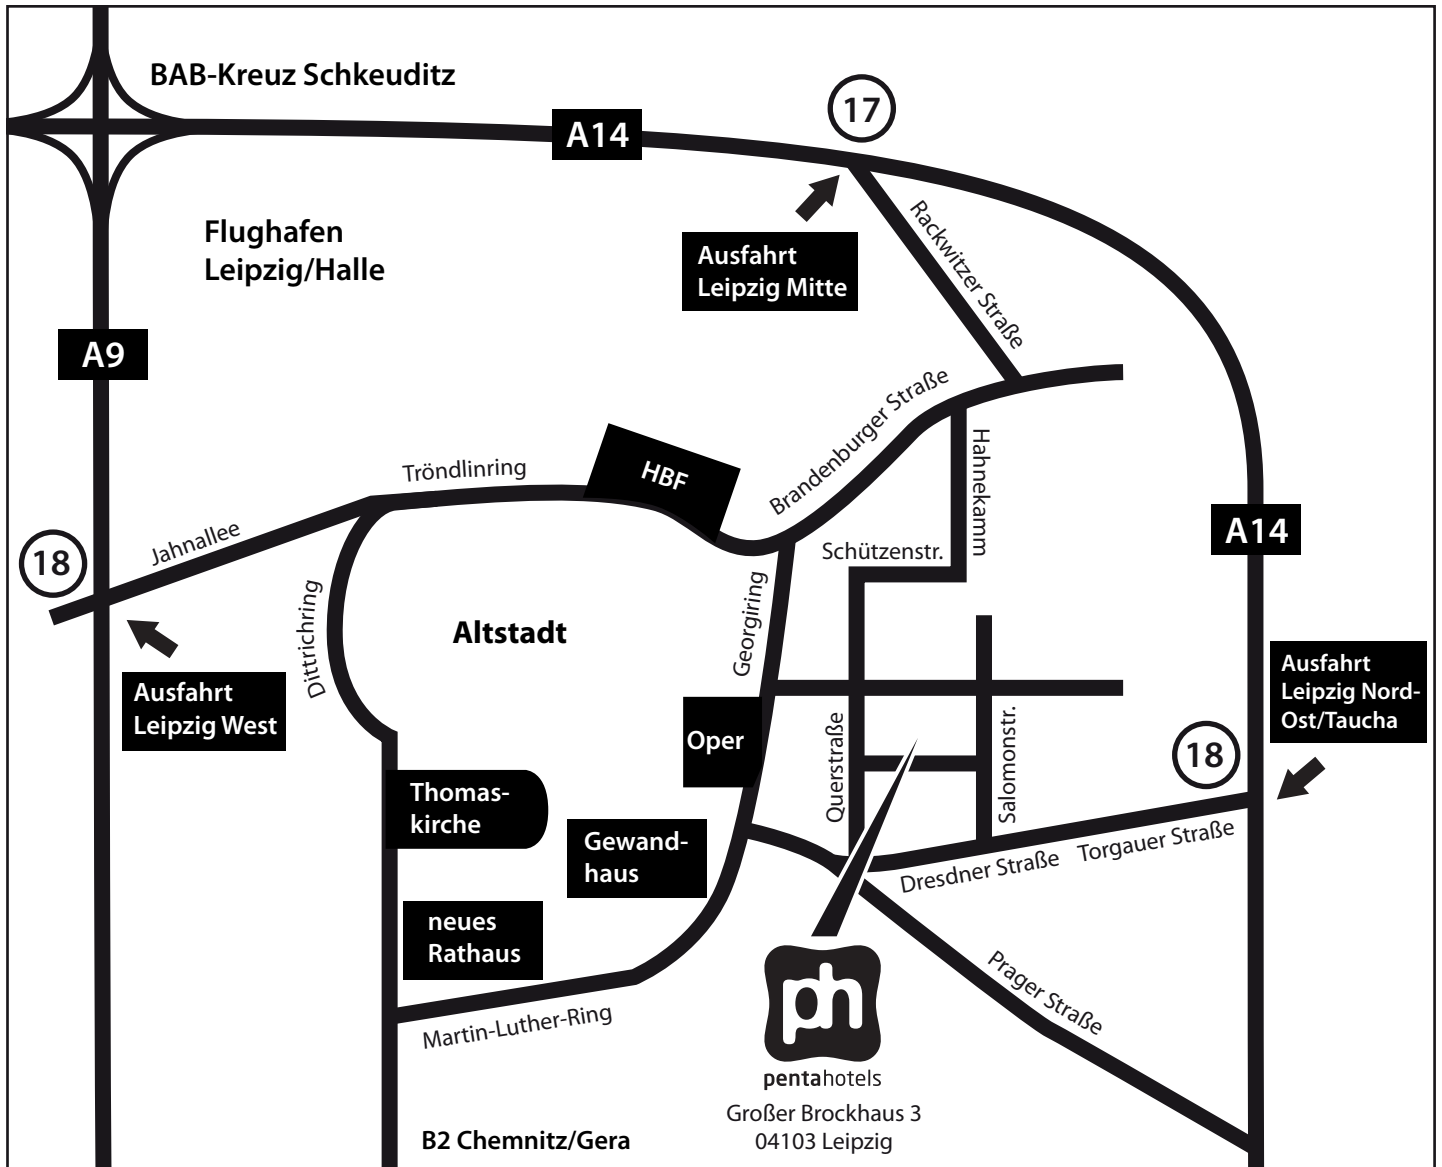 BAB-Kreuz Schkeuditz
17
A14
Flughafen
Leipzig/Halle
Ausfahrt
Leipzig Mitte
Rackwitzer Straße
A9
Brandenburger Straße
Tröndlinring
HBF
Hahnekamm
Jahnallee
18
Schützenstr.
A14
Dittrichring
Altstadt
Georgiring
Ausfahrt
Leipzig West
Ausfahrt
Leipzig Nord-
Ost/Taucha
Oper
Querstraße
Salomonstr.
18
Thomas-
kirche
Gewand-
haus
Dresdner Straße
Torgauer Straße
neues
Rathaus
Prager Straße
Martin-Luther-Ring
ph
pentahotels
Großer Brockhaus 3
04103 Leipzig
B2 Chemnitz/Gera